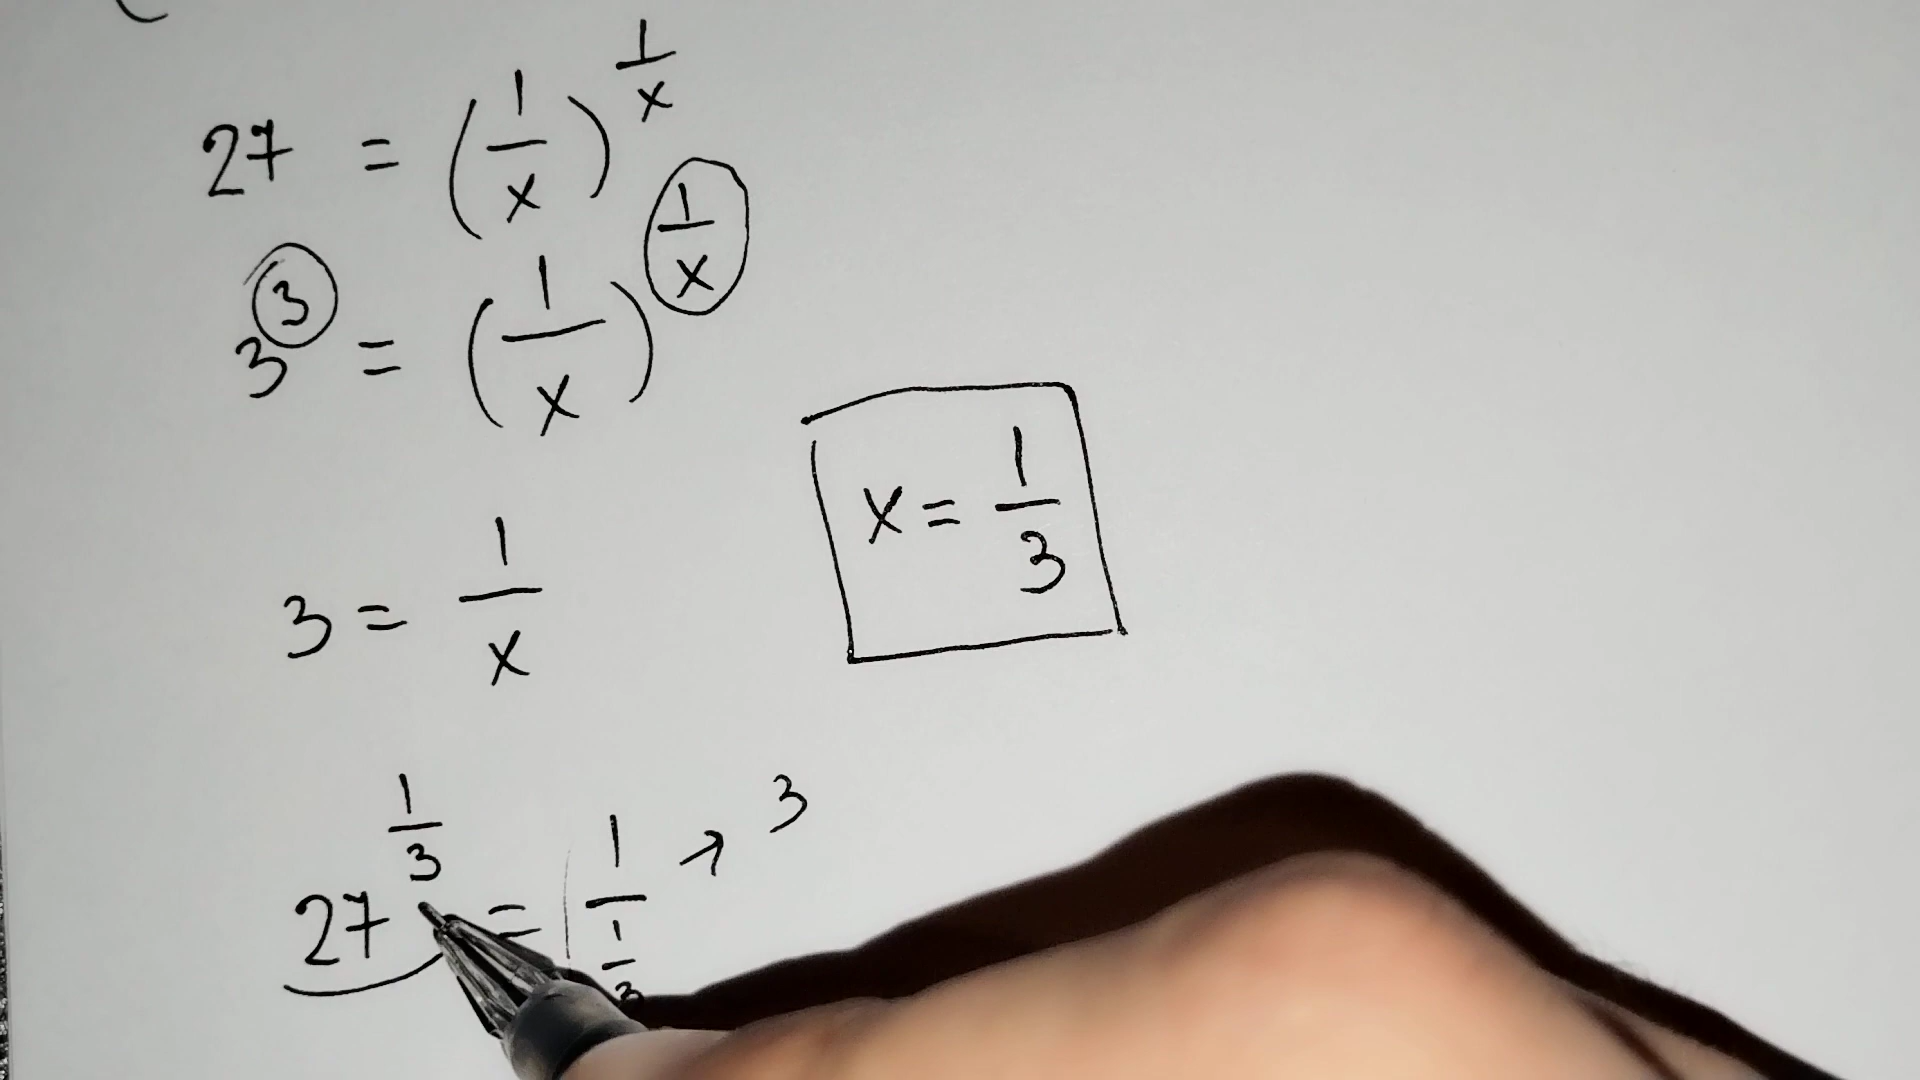 27 = (1/x)^(1/x)
3^3 = (1/x)^(1/x)
3 = 1/x
x = 1/3
27^(1/3) = 1/(1/3) → 3